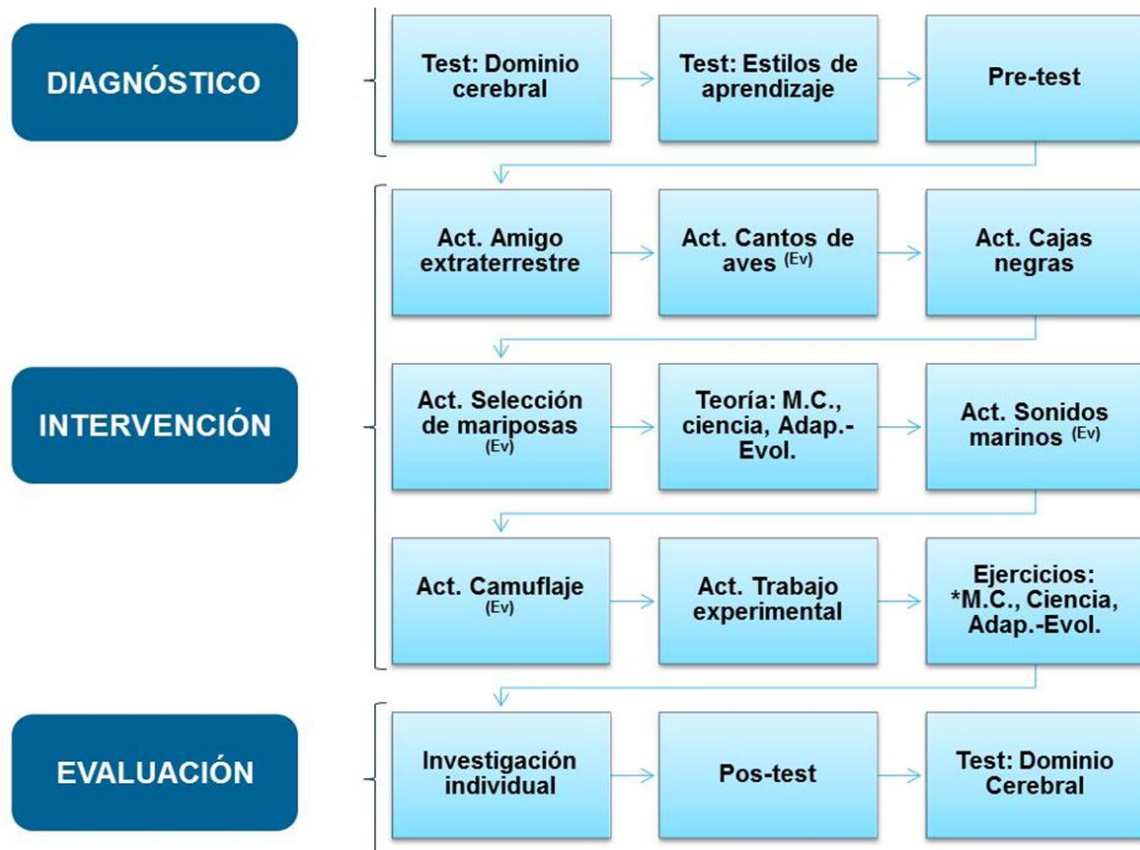 DIAGNÓSTICO
Test: Dominio
cerebral
Test: Estilos de
aprendizaje
Pre-test
INTERVENCIÓN
Act. Amigo
extraterrestre
Act. Cantos de
aves (Ev)
Act. Cajas
negras
Act. Selección
de mariposas
(Ev)
Teoría: M.C.,
ciencia, Adap.-
Evol.
Act. Sonidos
marinos (Ev)
Act. Camuflaje
(Ev)
Act. Trabajo
experimental
Ejercicios:
*M.C., Ciencia,
Adap.-Evol.
EVALUACIÓN
Investigación
individual
Pos-test
Test: Dominio
Cerebral